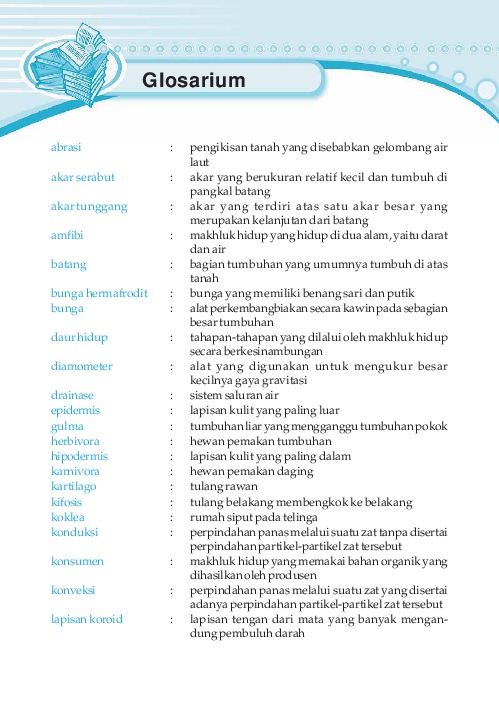 Glosarium
abrasi : pengikisan tanah yang disebabkan gelombang air
laut
akar serabut : akar yang berukuran relatif kecil dan tumbuh di
pangkal batang
akar tunggang : akar yang terdiri atas satu akar besar yang
merupakan kelanjutan dari batang
amfibi : makhluk hidup yang hidup di dua alam, yaitu darat
dan air
batang : bagian tumbuhan yang umumnya tumbuh di atas
tanah
bunga hermafrodit : bunga yang memiliki benang sari dan putik
bunga : alat perkembangbiakan secara kawin pada sebagian
besar tumbuhan
daur hidup : tahapan-tahapan yang dilalui oleh makhluk hidup
secara berkesinambungan
diamometer : alat yang digunakan untuk mengukur besar
kecilnya gaya gravitasi
drainase : sistem saluran air
epidermis : lapisan kulit yang paling luar
gulma : tumbuhan liar yang mengganggu tumbuhan pokok
herbivora : hewan pemakan tumbuhan
hipodermis : lapisan kulit yang paling dalam
karnivora : hewan pemakan daging
kartilago : tulang rawan
kifosis : tulang belakang membengkok ke belakang
koklea : rumah siput pada telinga
konduksi : perpindahan panas melalui suatu zat tanpa disertai
perpindahan partikel-partikel zat tersebut
konsumen : makhluk hidup yang memakai bahan organik yang
dihasilkan oleh produsen
konveksi : perpindahan panas melalui suatu zat yang disertai
adanya perpindahan partikel-partikel zat tersebut
lapisan koroid : lapisan tengan dari mata yang banyak mengan-
dung pembuluh darah